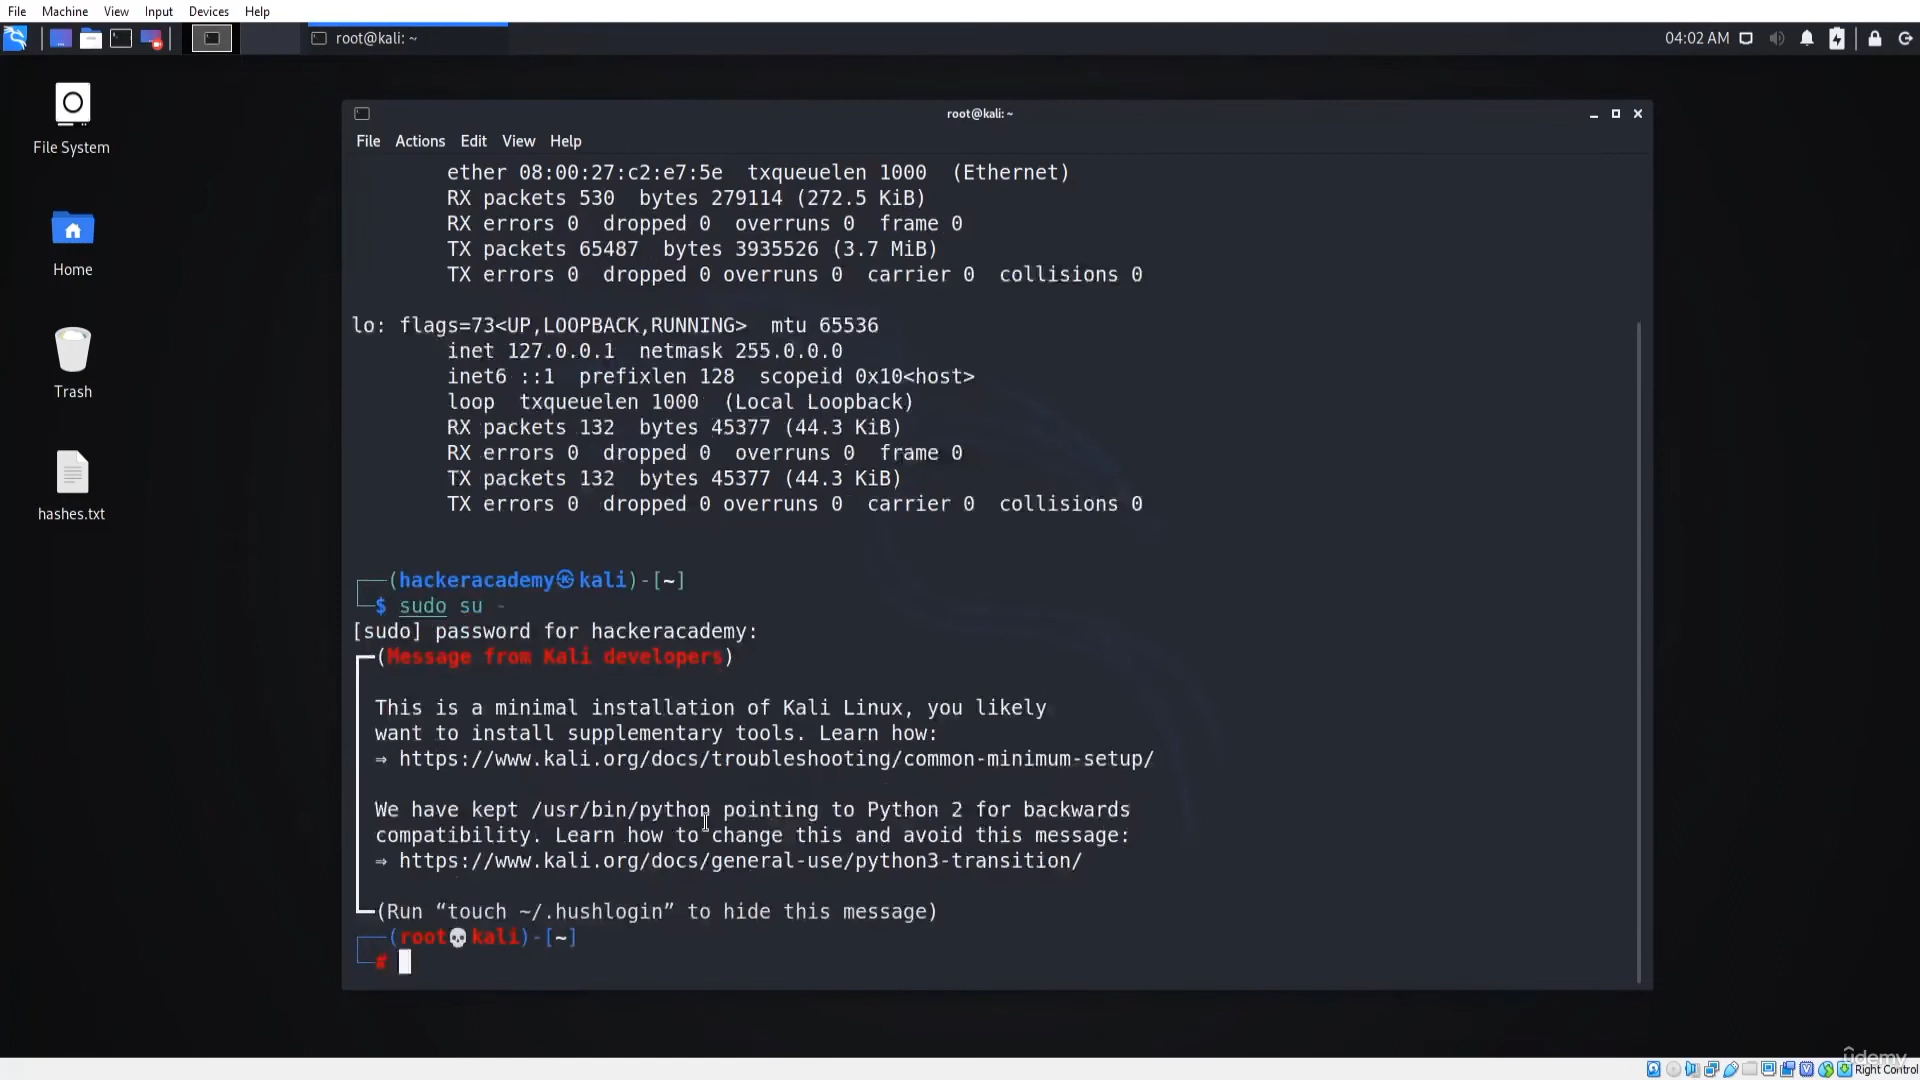 File Machine View Input Devices Help
root@kali: ~
04:02 AM
File System
Home
Trash
hashes.txt
root@kali: ~
File Actions Edit View Help
ether 08:00:27:c2:e7:5e txqueuelen 1000 (Ethernet)
RX packets 530 bytes 279114 (272.5 KiB)
RX errors 0 dropped 0 overruns 0 frame 0
TX packets 65487 bytes 3935526 (3.7 MiB)
TX errors 0 dropped 0 overruns 0 carrier 0 collisions 0
lo: flags=73<UP,LOOPBACK,RUNNING> mtu 65536
inet 127.0.0.1 netmask 255.0.0.0
inet6 ::1 prefixlen 128 scopeid 0x10<host>
loop txqueuelen 1000 (Local Loopback)
RX packets 132 bytes 45377 (44.3 KiB)
RX errors 0 dropped 0 overruns 0 frame 0
TX packets 132 bytes 45377 (44.3 KiB)
TX errors 0 dropped 0 overruns 0 carrier 0 collisions 0
┌──(hackeracademy㉿kali)-[~]
└─$ sudo su -
[sudo] password for hackeracademy:
┏━(Message from Kali developers)
┃ This is a minimal installation of Kali Linux, you likely
┃ want to install supplementary tools. Learn how:
┃ ⇒ https://www.kali.org/docs/troubleshooting/common-minimum-setup/
┃ We have kept /usr/bin/python pointing to Python 2 for backwards
┃ compatibility. Learn how to change this and avoid this message:
┃ ⇒ https://www.kali.org/docs/general-use/python3-transition/
┗━(Run “touch ~/.hushlogin” to hide this message)
┌──(root💀kali)-[~]
└─#
udemy
Right Control